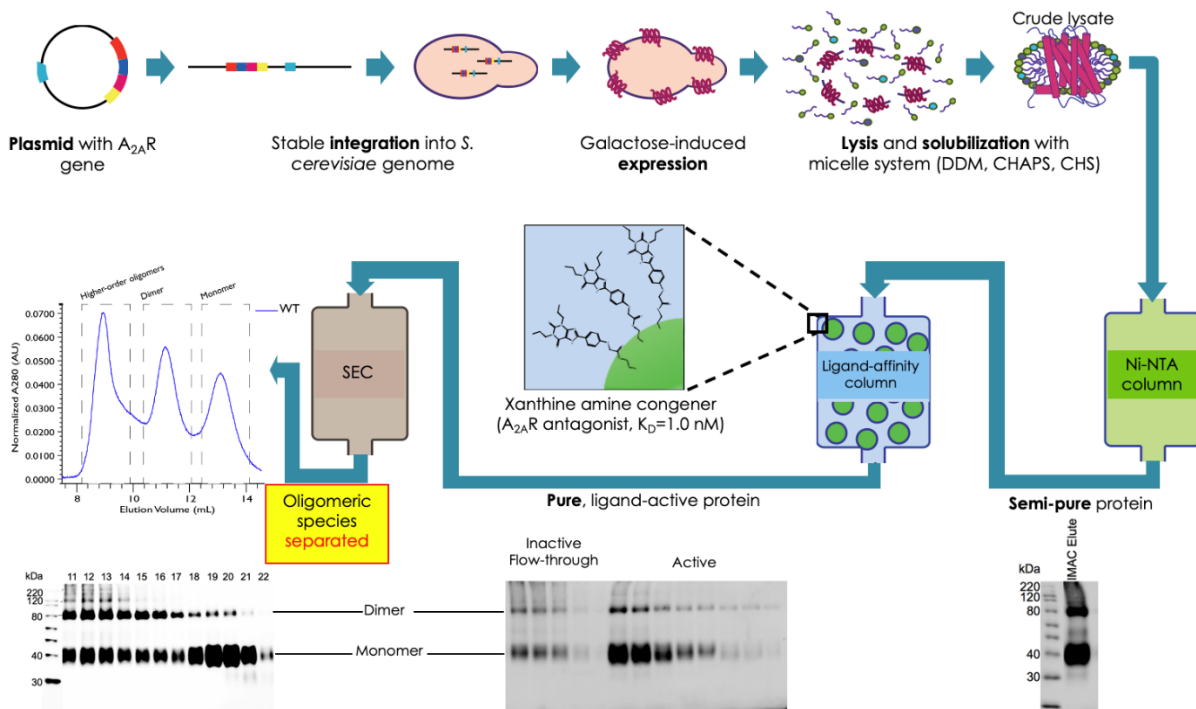 Crude lysate
Plasmid with A2AR
gene
Stable integration into S.
cerevisiae genome
Galactose-induced
expression
Lysis and solubilization with
micelle system (DDM, CHAPS, CHS)
Higher-order oligomers
Dimer
Monomer
WT
Normalized A280 (AU)
0.0700
0.0600
0.0500
0.0400
0.0300
0.0200
0.0100
0.0000
8 10 12 14
Elution Volume (mL)
SEC
Oligomeric
species
separated
Xanthine amine congener
(A2AR antagonist, KD=1.0 nM)
Ligand-affinity
column
Ni-NTA
column
Pure, ligand-active protein
Semi-pure protein
kDa 11 12 13 14 15 16 17 18 19 20 21 22
220
120
80
40
30
Dimer
Monomer
Inactive
Flow-through
Active
IMAC Elute
kDa
220
120
80
60
40
30